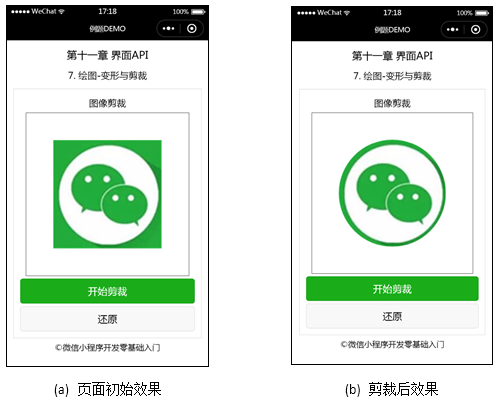 ●●●●● WeChat 17:18 100%
例题DEMO
第十一章 界面API
7. 绘图-变形与剪裁
图像剪裁
开始剪裁
还原
©微信小程序开发零基础入门
(a) 页面初始效果
●●●●● WeChat 17:18 100%
例题DEMO
第十一章 界面API
7. 绘图-变形与剪裁
图像剪裁
开始剪裁
还原
©微信小程序开发零基础入门
(b) 剪裁后效果